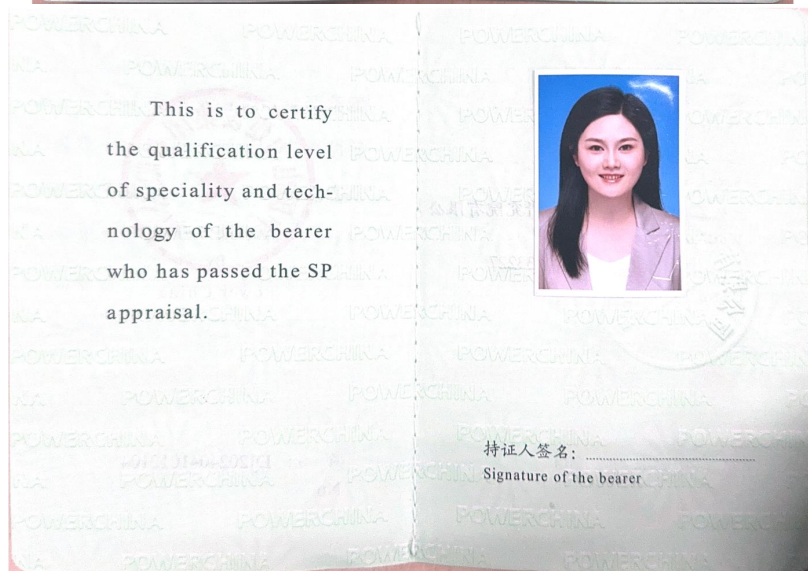 This is to certify
the qualification level
of speciality and tech-
nology of the bearer
who has passed the SP
appraisal.
持证人签名：
Signature of the bearer
POWERCHINA